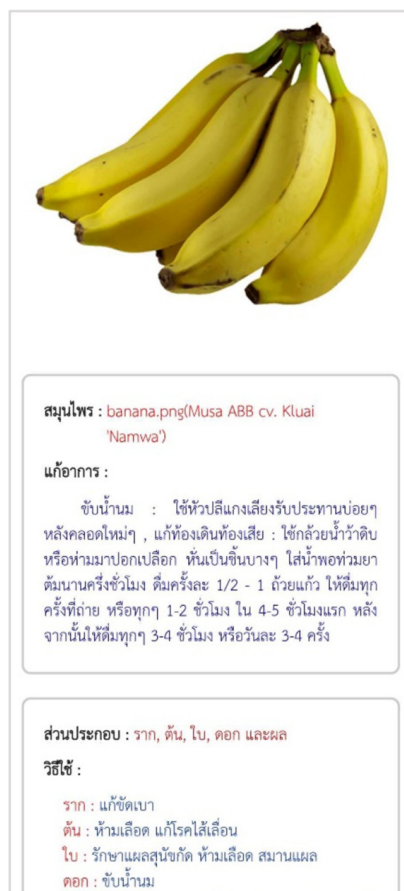 สมุนไพร : banana.png(Musa ABB cv. Kluai
'Namwa')
แก้อาการ :
ขับน้ำนม : ใช้หัวปลีแกงเลียงรับประทานบ่อยๆ
หลังคลอดใหม่ๆ , แก้ท้องเดินท้องเสีย : ใช้กล้วยน้ำว้าดิบ
หรือห่ามมาปอกเปลือก หั่นเป็นชิ้นบางๆ ใส่น้ำพอท่วมยา
ต้มนานครึ่งชั่วโมง ดื่มครั้งละ 1/2 - 1 ถ้วยแก้ว ให้ดื่มทุก
ครั้งที่ถ่าย หรือทุกๆ 1-2 ชั่วโมง ใน 4-5 ชั่วโมงแรก หลัง
จากนั้นให้ดื่มทุกๆ 3-4 ชั่วโมง หรือวันละ 3-4 ครั้ง
ส่วนประกอบ : ราก, ต้น, ใบ, ดอก และผล
วิธีใช้ :
ราก : แก้ขัดเบา
ต้น : ห้ามเลือด แก้โรคไส้เลื่อน
ใบ : รักษาแผลสุนัขกัด ห้ามเลือด สมานแผล
ดอก : ขับน้ำนม